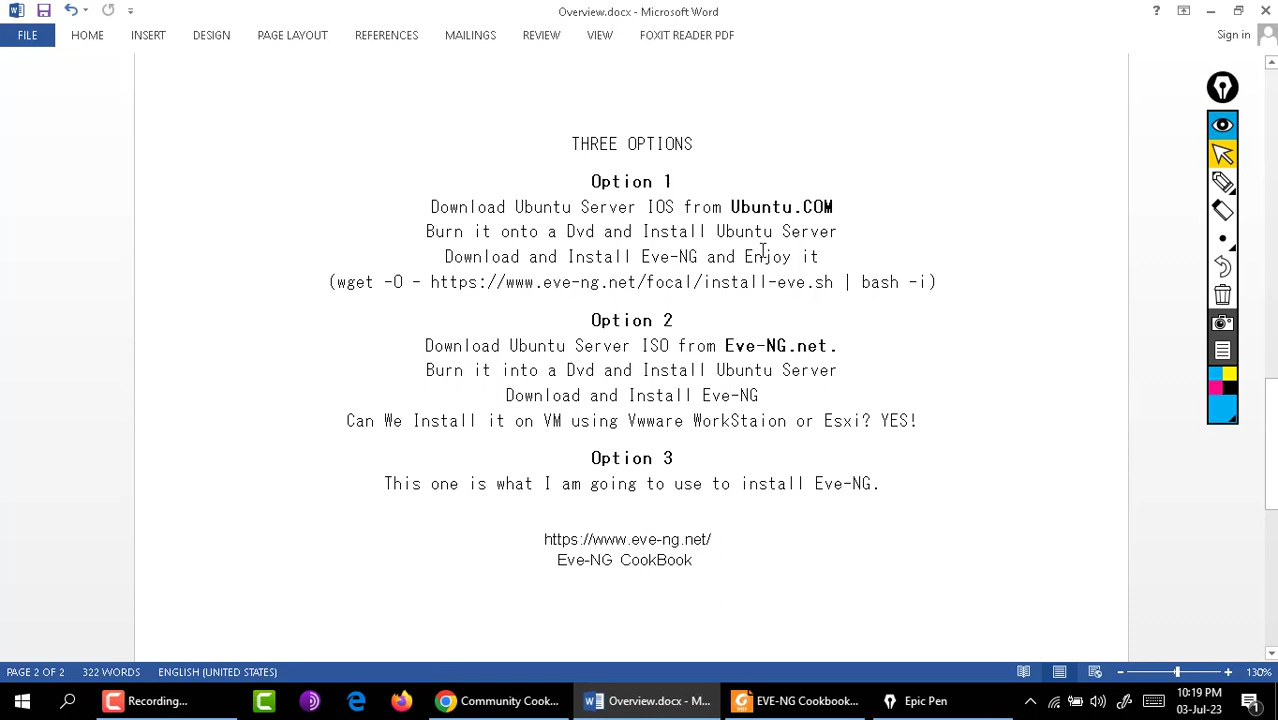 Overview.docx - Microsoft Word
FILE HOME INSERT DESIGN PAGE LAYOUT REFERENCES MAILINGS REVIEW VIEW FOXIT READER PDF Sign in
THREE OPTIONS
Option 1
Download Ubuntu Server IOS from Ubuntu.COM
Burn it onto a Dvd and Install Ubuntu Server
Download and Install Eve-NG and Enjoy it
(wget -O - https://www.eve-ng.net/focal/install-eve.sh | bash -i)
Option 2
Download Ubuntu Server ISO from Eve-NG.net.
Burn it into a Dvd and Install Ubuntu Server
Download and Install Eve-NG
Can We Install it on VM using Vwware WorkStaion or Esxi? YES!
Option 3
This one is what I am going to use to install Eve-NG.
https://www.eve-ng.net/
Eve-NG CookBook
PAGE 2 OF 2 322 WORDS ENGLISH (UNITED STATES) 130%
Recording... Community Cook... Overview.docx - M... EVE-NG Cookbook... Epic Pen 10:19 PM
03-Jul-23